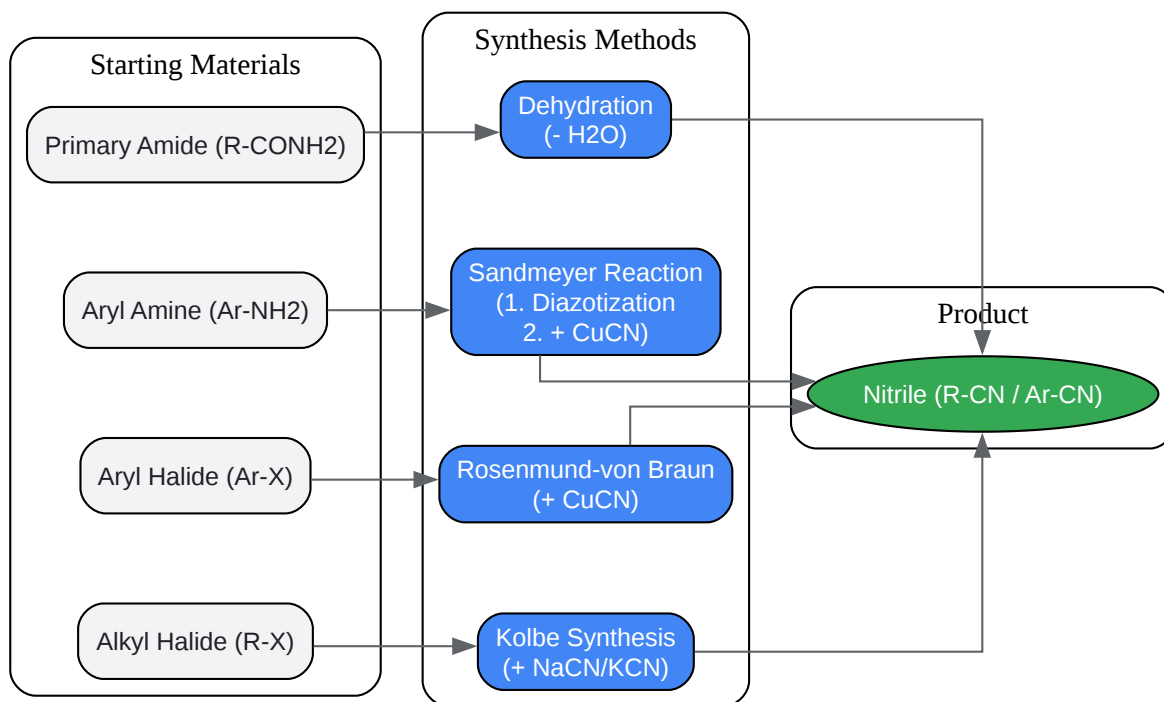 Starting Materials
Primary Amide (R-CONH2)
Aryl Amine (Ar-NH2)
Aryl Halide (Ar-X)
Alkyl Halide (R-X)
Synthesis Methods
Dehydration
(- H2O)
Sandmeyer Reaction
(1. Diazotization
2. + CuCN)
Rosenmund-von Braun
(+ CuCN)
Kolbe Synthesis
(+ NaCN/KCN)
Product
Nitrile (R-CN / Ar-CN)